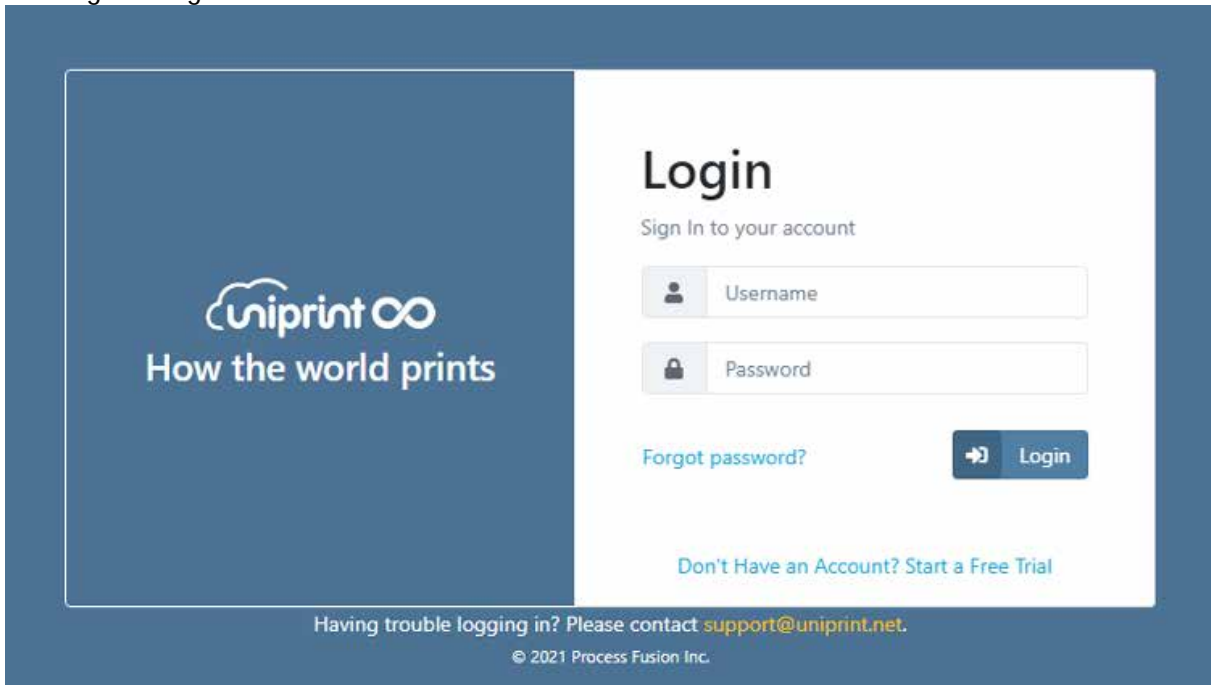 uniprint
How the world prints
Login
Sign In to your account
Username
Password
Forgot password?
Login
Don't Have an Account? Start a Free Trial
Having trouble logging in? Please contact support@uniprint.net.
© 2021 Process Fusion Inc.